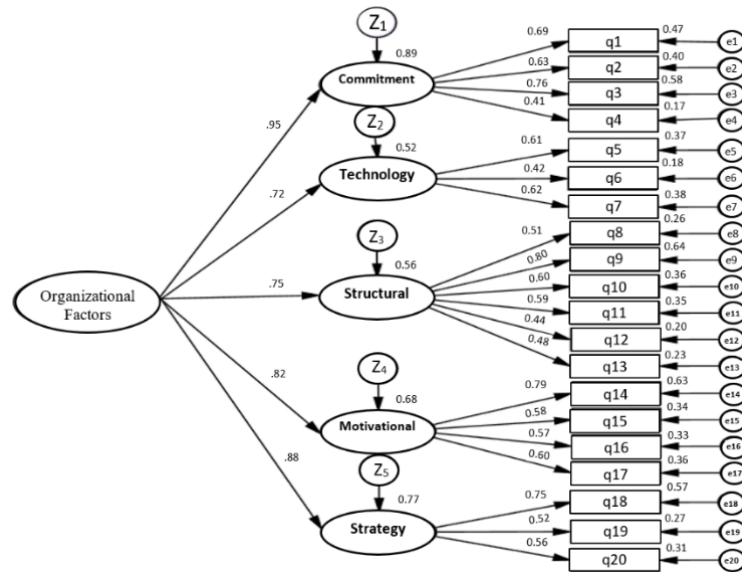 Z1
0.89
Commitment
0.69
0.63
0.76
0.41
q1
0.47
e1
q2
0.40
e2
q3
0.58
e3
q4
0.17
e4
.95
Z2
0.52
Technology
0.61
0.42
0.62
q5
0.37
e5
q6
0.18
e6
q7
0.38
e7
.72
Z3
0.56
Structural
0.51
0.80
0.60
0.59
0.44
0.48
q8
0.26
e8
q9
0.64
e9
q10
0.36
e10
q11
0.35
e11
q12
0.20
e12
q13
0.23
e13
.75
Organizational
Factors
.82
Z4
0.68
Motivational
0.79
0.58
0.57
0.60
q14
0.63
e14
q15
0.34
e15
q16
0.33
e16
q17
0.36
e17
.88
Z5
0.77
Strategy
0.75
0.52
0.56
q18
0.57
e18
q19
0.27
e19
q20
0.31
e20